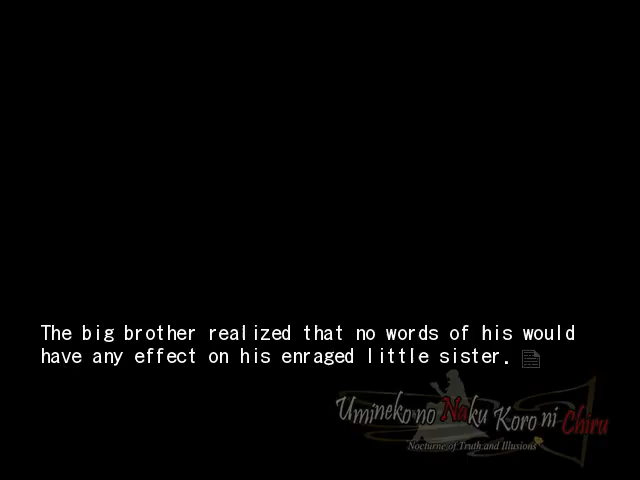 The big brother realized that no words of his would
have any effect on his enraged little sister.
Umineko no Naku Koro ni Chiru
Nocturne of Truth and Illusions